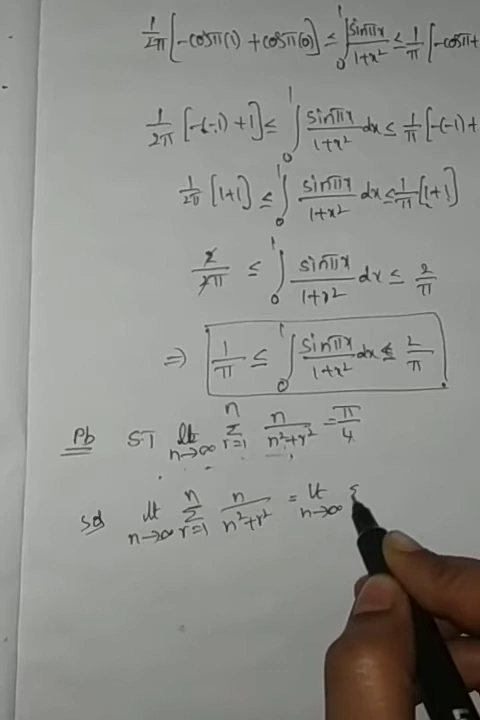 1/2π [-cosπ(1) + cosπ(0)] ≤ ∫₀¹ sinπx/1+x² ≤ 1/π [-cosπ+
1/2π [-(-1) + 1] ≤ ∫₀¹ sinπx/1+x² dx ≤ 1/π [-(-1) +
1/2π [1+1] ≤ ∫₀¹ sinπx/1+x² dx ≤ 1/π [1+1]
2/2π ≤ ∫₀¹ sinπx/1+x² dx ≤ 2/π
⇒ 1/π ≤ ∫₀¹ sinπx/1+x² dx ≤ 2/π
Pb ST lt n→∞ Σ r=1 n n/n²+r² = π/4
Sol lt n→∞ Σ r=1 n n/n²+r² = lt n→∞